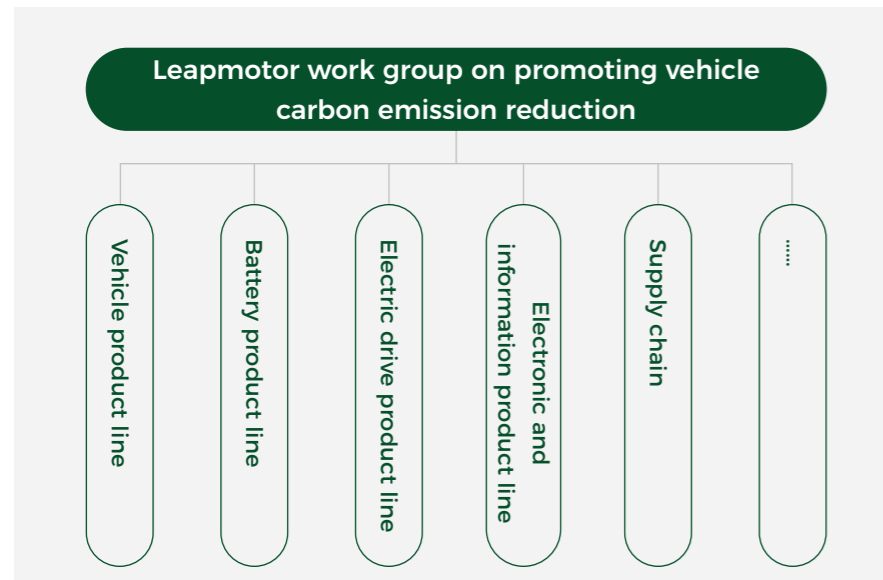 Leapmotor work group on promoting vehicle
carbon emission reduction
Vehicle product line
Battery product line
Electric drive product line
Electronic and
information product line
Supply chain
......